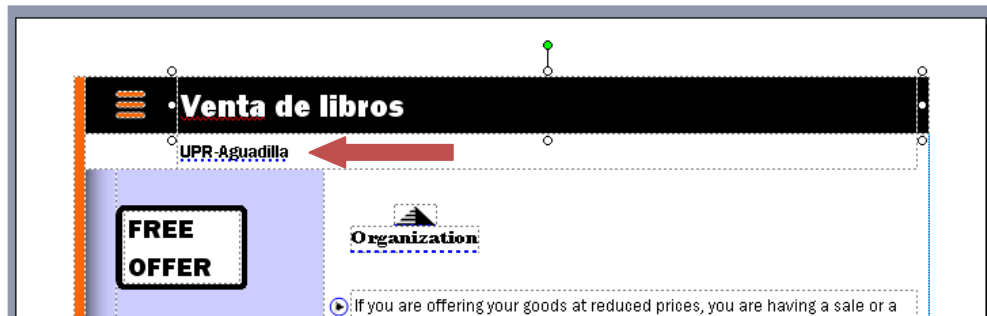 Venta de libros
UPR-Aguadilla
FREE
OFFER
Organization
If you are offering your goods at reduced prices, you are having a sale or a